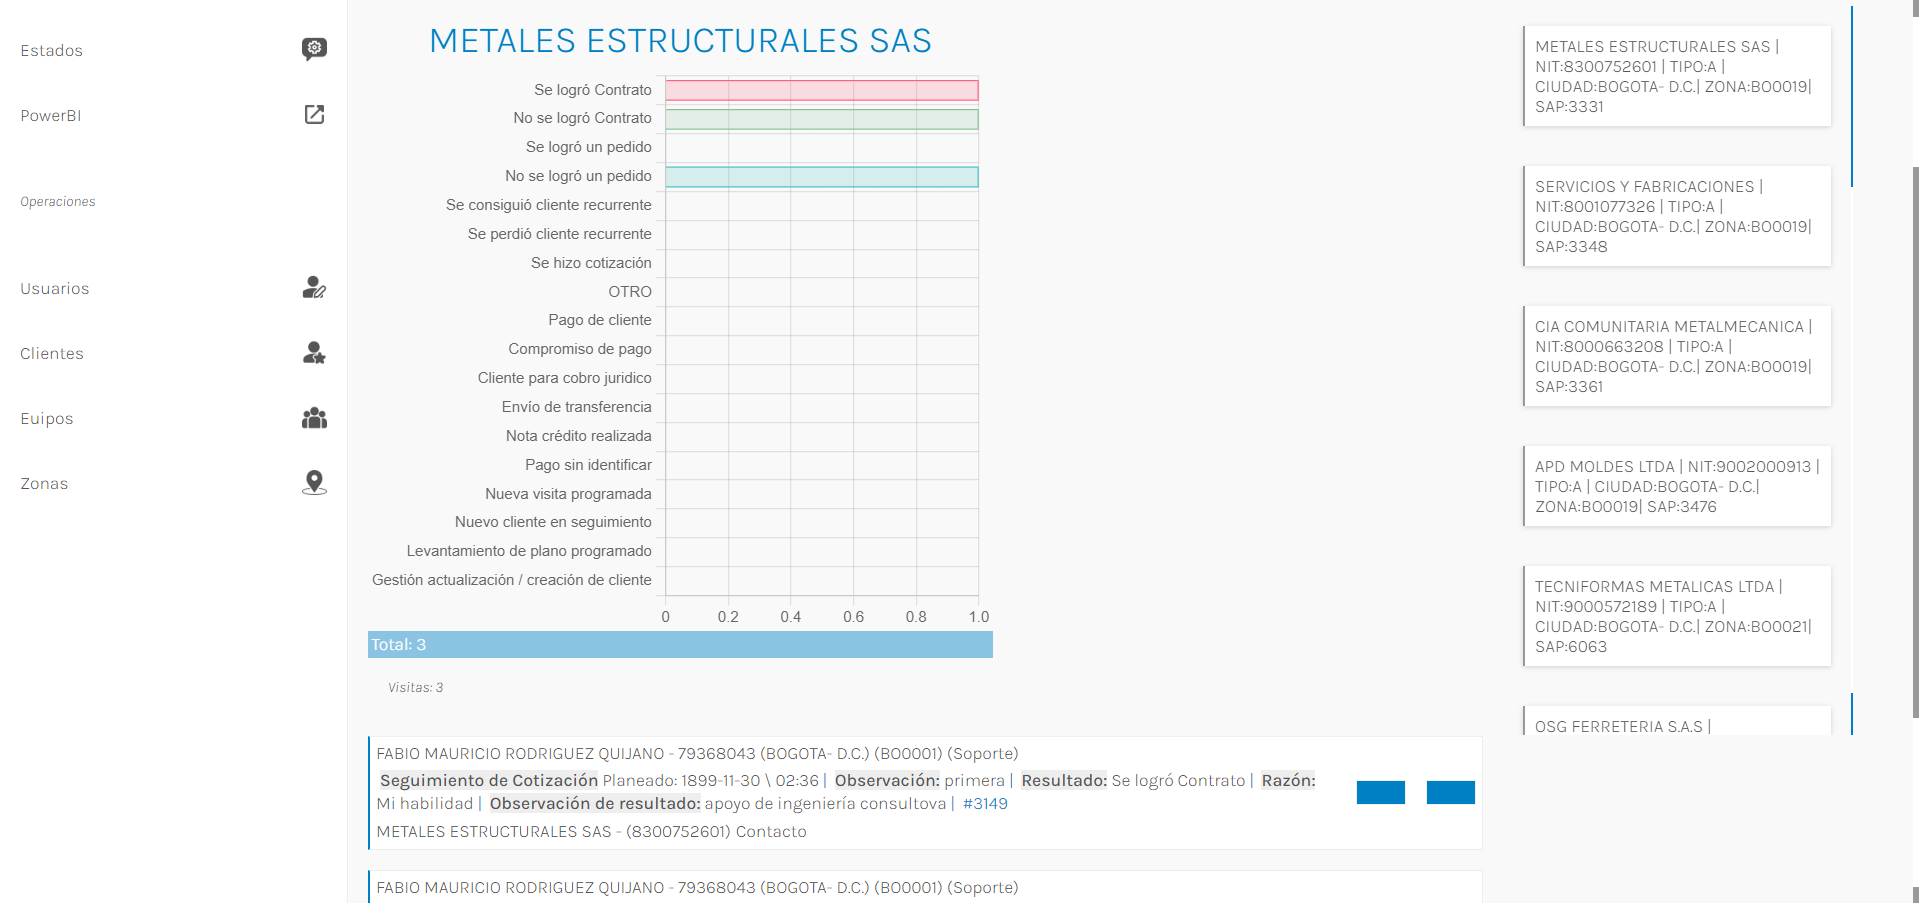 Estados
PowerBI
Operaciones
Usuarios
Clientes
Euipos
Zonas
METALES ESTRUCTURALES SAS
Se logró Contrato
No se logró Contrato
Se logró un pedido
No se logró un pedido
Se consiguió cliente recurrente
Se perdió cliente recurrente
Se hizo cotización
OTRO
Pago de cliente
Compromiso de pago
Cliente para cobro juridico
Envío de transferencia
Nota crédito realizada
Pago sin identificar
Nueva visita programada
Nuevo cliente en seguimiento
Levantamiento de plano programado
Gestión actualización / creación de cliente
0 0.2 0.4 0.6 0.8 1.0
Total: 3
Visitas: 3
FABIO MAURICIO RODRIGUEZ QUIJANO - 79368043 (BOGOTA- D.C.) (BO0001) (Soporte)
Seguimiento de Cotización Planeado: 1899-11-30 \ 02:36 | Observación: primera | Resultado: Se logró Contrato | Razón:
Mi habilidad | Observación de resultado: apoyo de ingeniería consultova | #3149
METALES ESTRUCTURALES SAS - (8300752601) Contacto
FABIO MAURICIO RODRIGUEZ QUIJANO - 79368043 (BOGOTA- D.C.) (BO0001) (Soporte)
METALES ESTRUCTURALES SAS |
NIT:8300752601 | TIPO:A |
CIUDAD:BOGOTA- D.C.| ZONA:BO0019|
SAP:3331
SERVICIOS Y FABRICACIONES |
NIT:8001077326 | TIPO:A |
CIUDAD:BOGOTA- D.C.| ZONA:BO0019|
SAP:3348
CIA COMUNITARIA METALMECANICA |
NIT:8000663208 | TIPO:A |
CIUDAD:BOGOTA- D.C.| ZONA:BO0019|
SAP:3361
APD MOLDES LTDA | NIT:9002000913 |
TIPO:A | CIUDAD:BOGOTA- D.C.|
ZONA:BO0019| SAP:3476
TECNIFORMAS METALICAS LTDA |
NIT:9000572189 | TIPO:A |
CIUDAD:BOGOTA- D.C.| ZONA:BO0021|
SAP:6063
OSG FERRETERIA S.A.S |